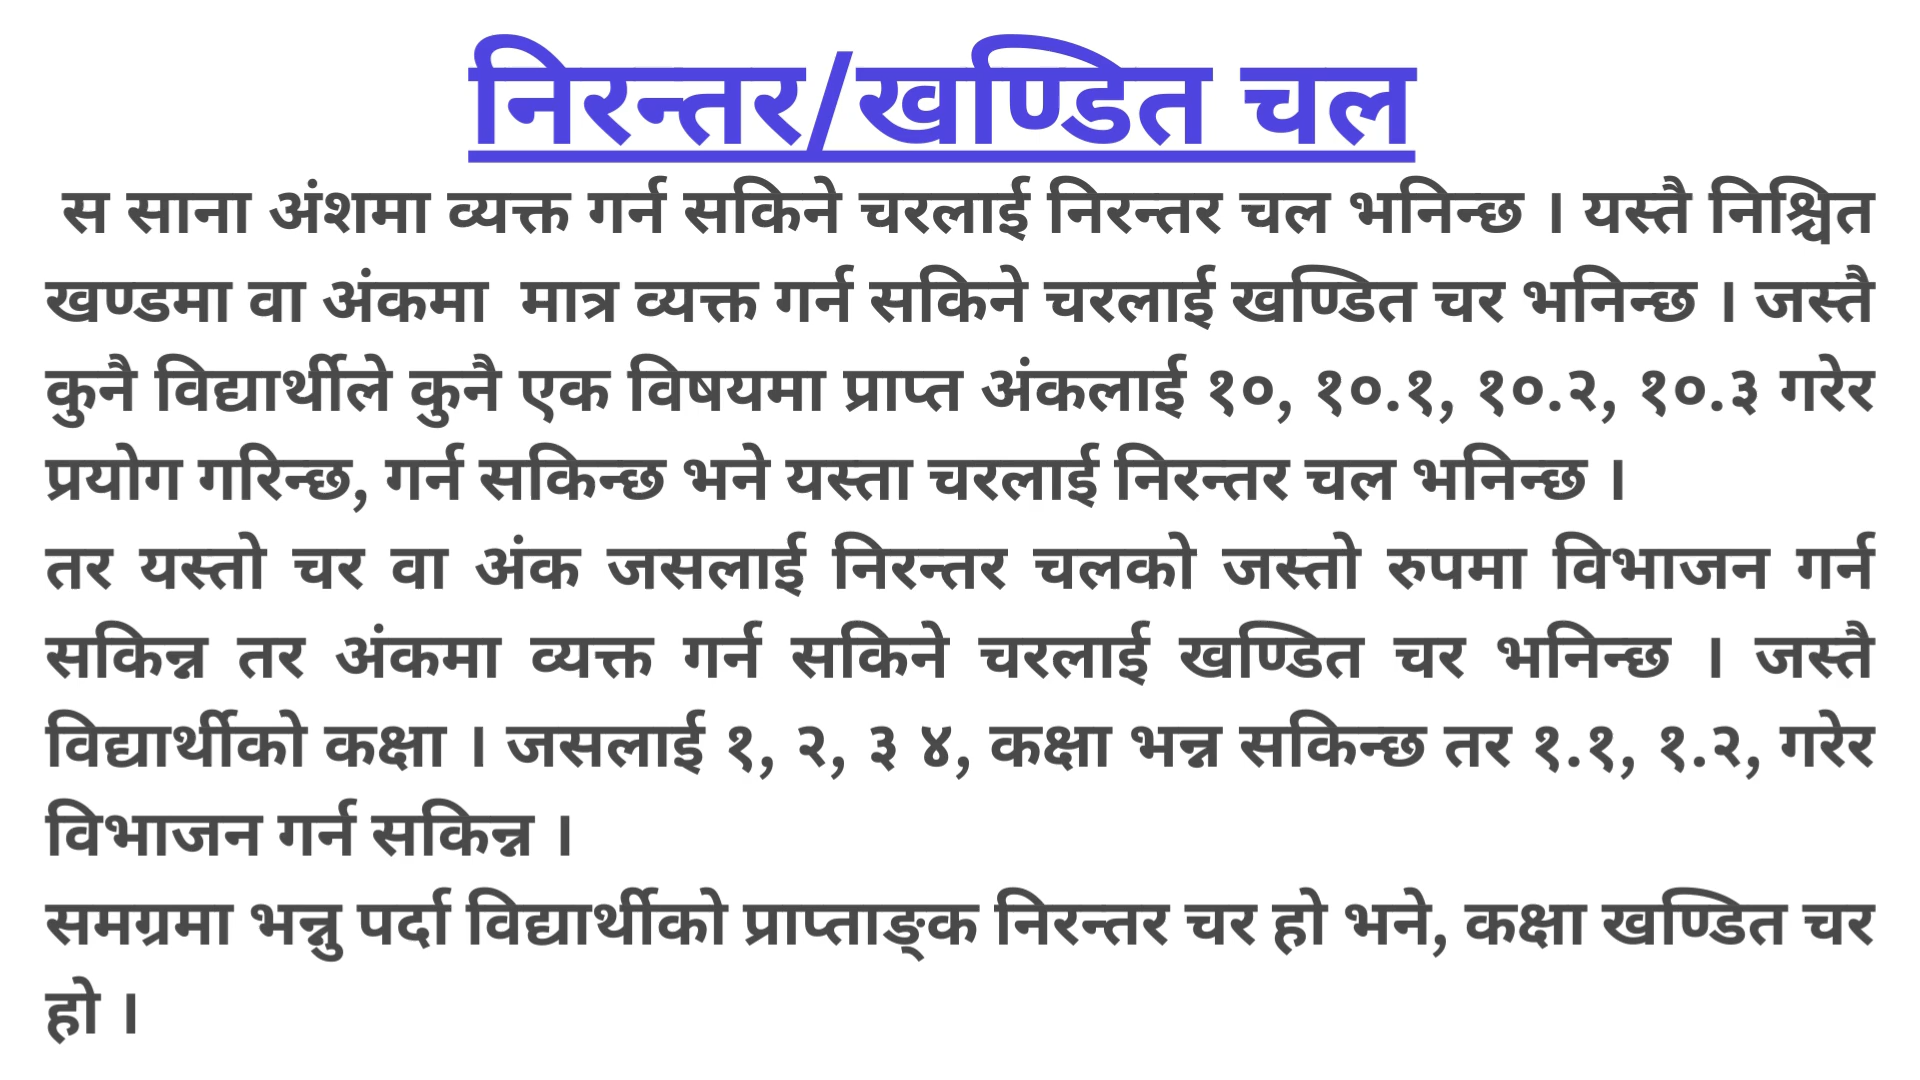 निरन्तर/खण्डित चल
स साना अंशमा व्यक्त गर्न सकिने चरलाई निरन्तर चल भनिन्छ । यस्तै निश्चित
खण्डमा वा अंकमा मात्र व्यक्त गर्न सकिने चरलाई खण्डित चर भनिन्छ । जस्तै
कुनै विद्यार्थीले कुनै एक विषयमा प्राप्त अंकलाई १०, १०.१, १०.२, १०.३ गरेर
प्रयोग गरिन्छ, गर्न सकिन्छ भने यस्ता चरलाई निरन्तर चल भनिन्छ ।
तर यस्तो चर वा अंक जसलाई निरन्तर चलको जस्तो रुपमा विभाजन गर्न
सकिन्न तर अंकमा व्यक्त गर्न सकिने चरलाई खण्डित चर भनिन्छ । जस्तै
विद्यार्थीको कक्षा । जसलाई १, २, ३ ४, कक्षा भन्न सकिन्छ तर १.१, १.२, गरेर
विभाजन गर्न सकिन्न ।
समग्रमा भन्नु पर्दा विद्यार्थीको प्राप्ताङ्क निरन्तर चर हो भने, कक्षा खण्डित चर
हो ।